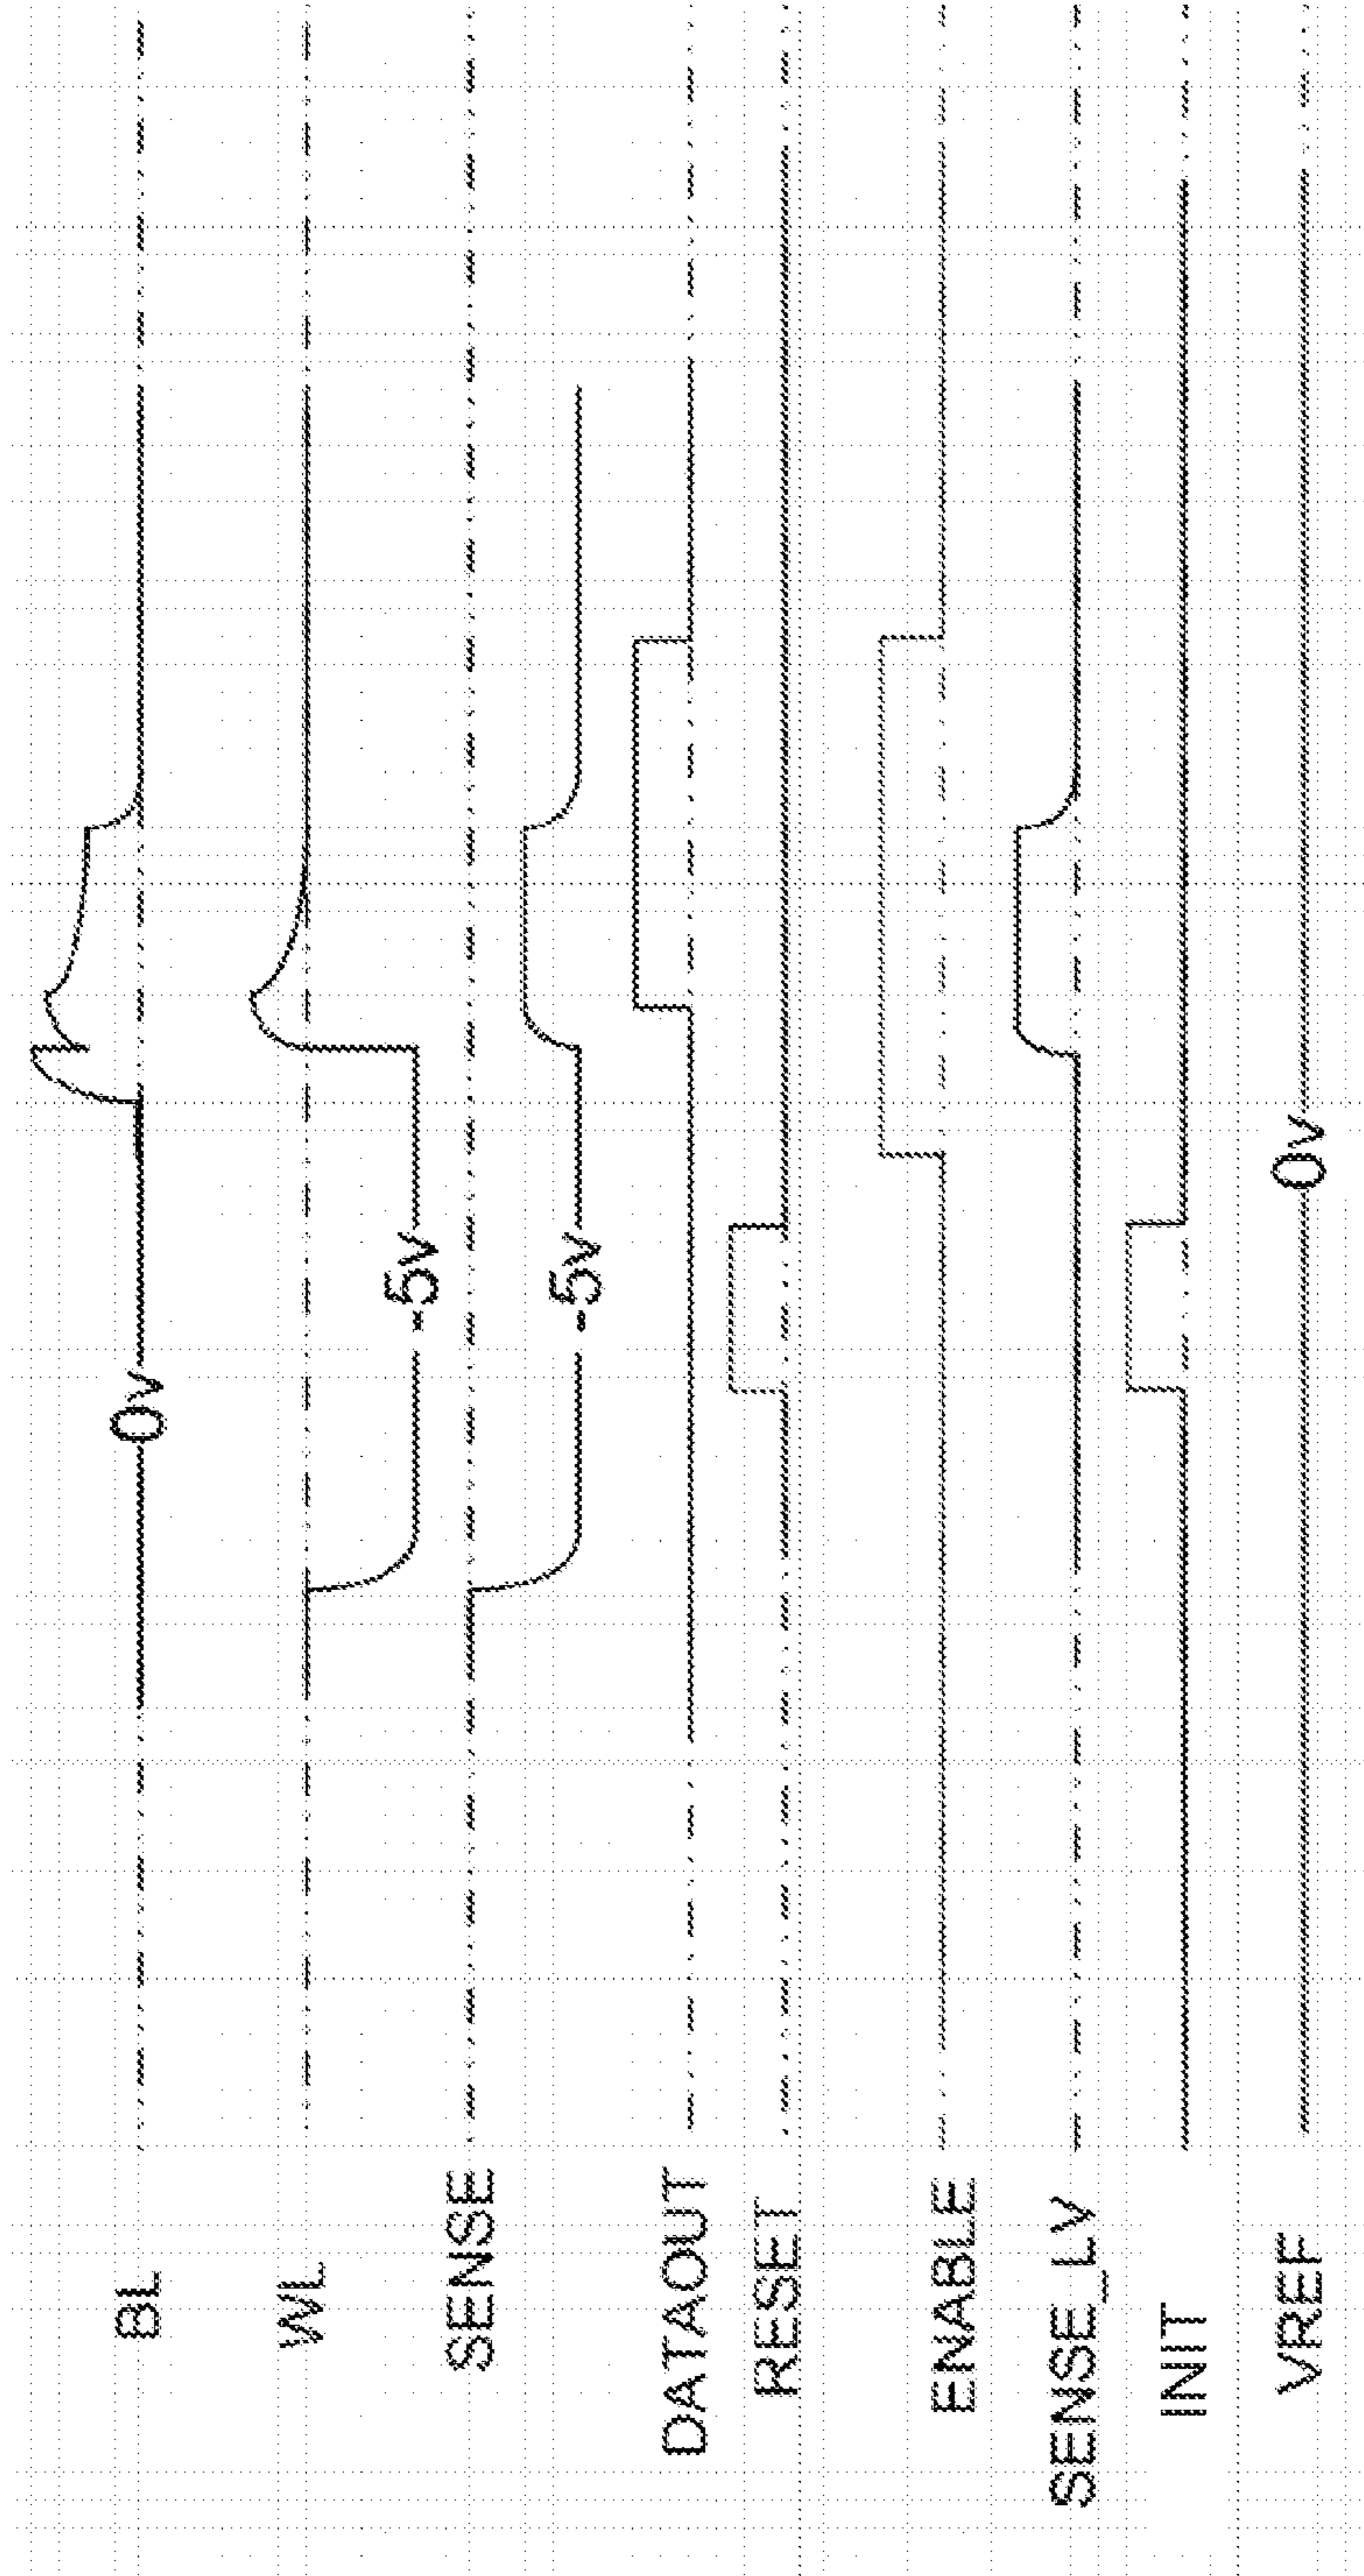 BL
0v
WL
-5v
SENSE
-5v
DATAOUT
RESET
ENABLE
SENSE_LV
INIT
VREF
0v